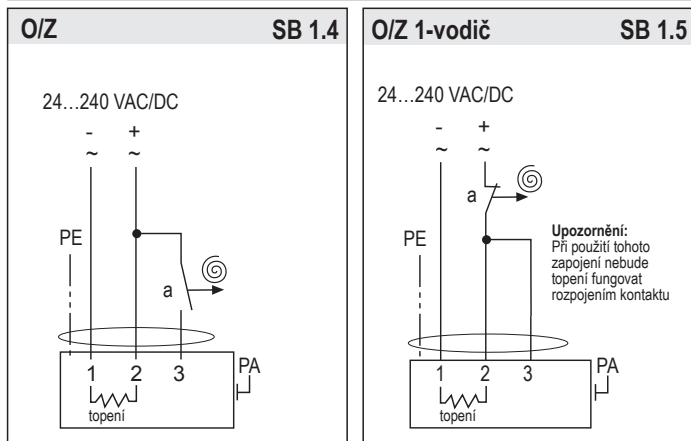 O/Z SB 1.4
24...240 VAC/DC
- +
~ ~
PE
a
1 2 3
PA
topení
O/Z 1-vodič SB 1.5
24...240 VAC/DC
- +
~ ~
a
PE
Upozornění:
Při použití tohoto
zapojení nebude
topení fungovat
rozpojením kontaktu
1 2 3
PA
topení